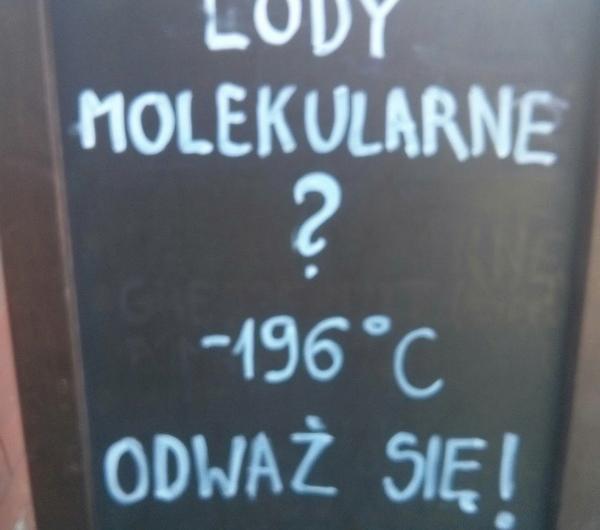 LODY
MOLEKULARNE
?
-196°C
ODWAŻ SIĘ!